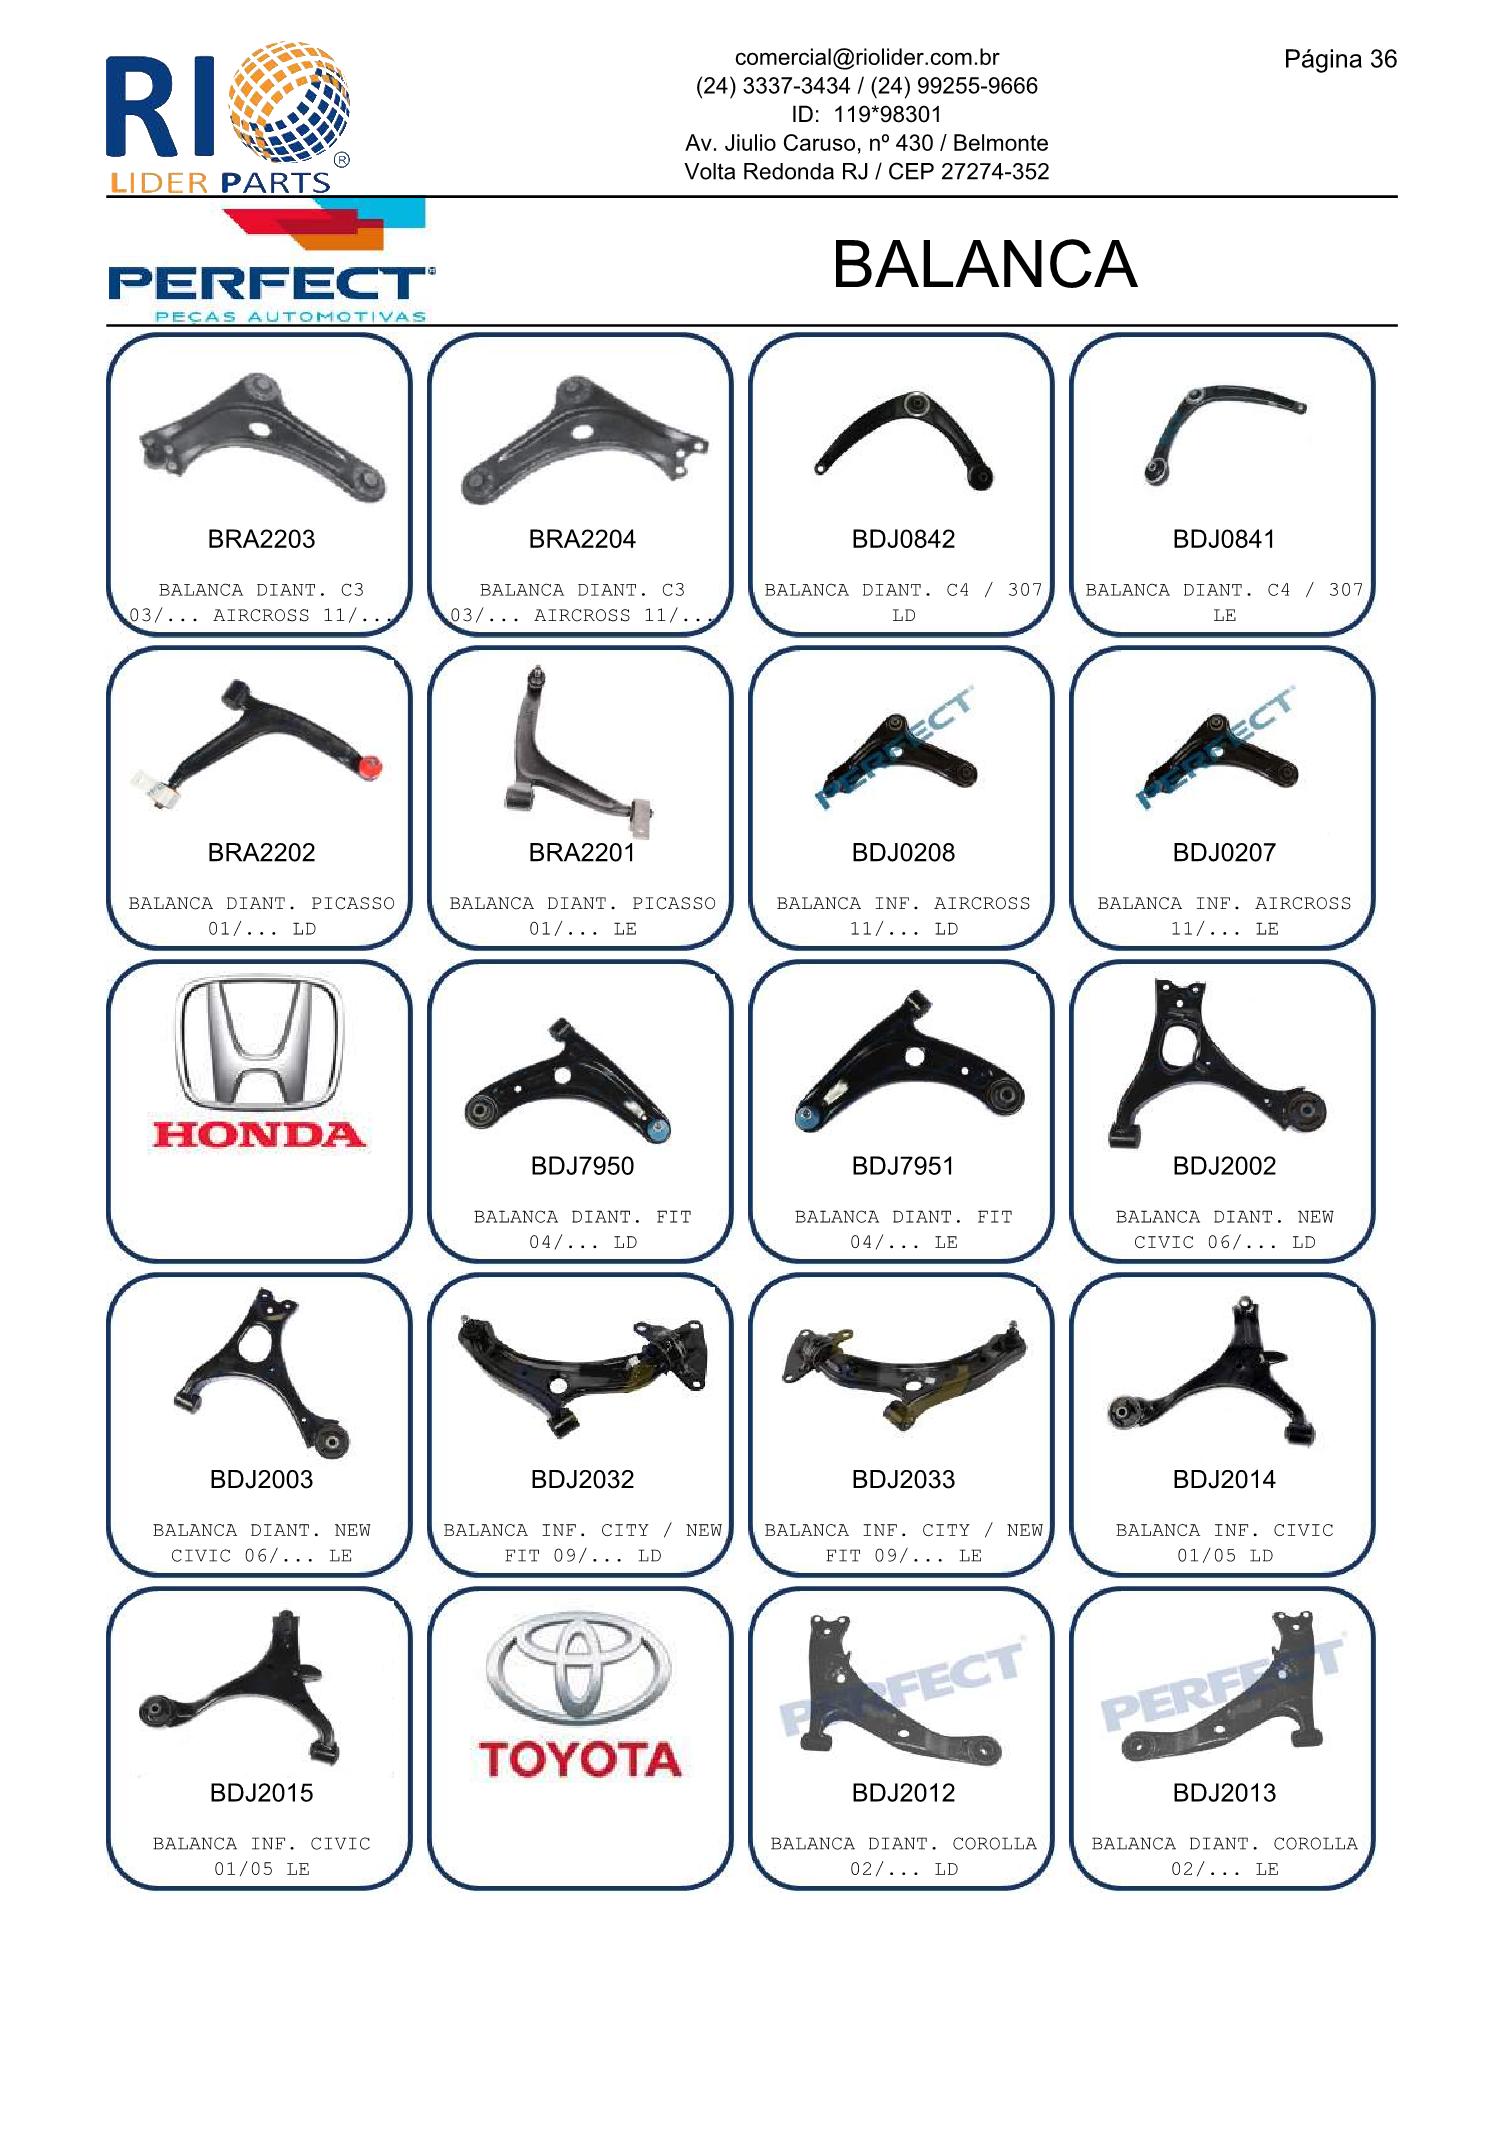 RIO
LIDER PARTS
®
comercial@riolider.com.br
(24) 3337-3434 / (24) 99255-9666
ID: 119*98301
Av. Jiulio Caruso, nº 430 / Belmonte
Volta Redonda RJ / CEP 27274-352
Página 36
PERFECT
PEÇAS AUTOMOTIVAS
BALANCA
BRA2203
BALANCA DIANT. C3
03/... AIRCROSS 11/...
BRA2204
BALANCA DIANT. C3
03/... AIRCROSS 11/...
BDJ0842
BALANCA DIANT. C4 / 307
LD
BDJ0841
BALANCA DIANT. C4 / 307
LE
BRA2202
BALANCA DIANT. PICASSO
01/... LD
BRA2201
BALANCA DIANT. PICASSO
01/... LE
PERFECT
BDJ0208
BALANCA INF. AIRCROSS
11/... LD
PERFECT
BDJ0207
BALANCA INF. AIRCROSS
11/... LE
HONDA
BDJ7950
BALANCA DIANT. FIT
04/... LD
BDJ7951
BALANCA DIANT. FIT
04/... LE
BDJ2002
BALANCA DIANT. NEW
CIVIC 06/... LD
BDJ2003
BALANCA DIANT. NEW
CIVIC 06/... LE
BDJ2032
BALANCA INF. CITY / NEW
FIT 09/... LD
BDJ2033
BALANCA INF. CITY / NEW
FIT 09/... LE
BDJ2014
BALANCA INF. CIVIC
01/05 LD
BDJ2015
BALANCA INF. CIVIC
01/05 LE
TOYOTA
PERFECT
BDJ2012
BALANCA DIANT. COROLLA
02/... LD
PERFECT
BDJ2013
BALANCA DIANT. COROLLA
02/... LE